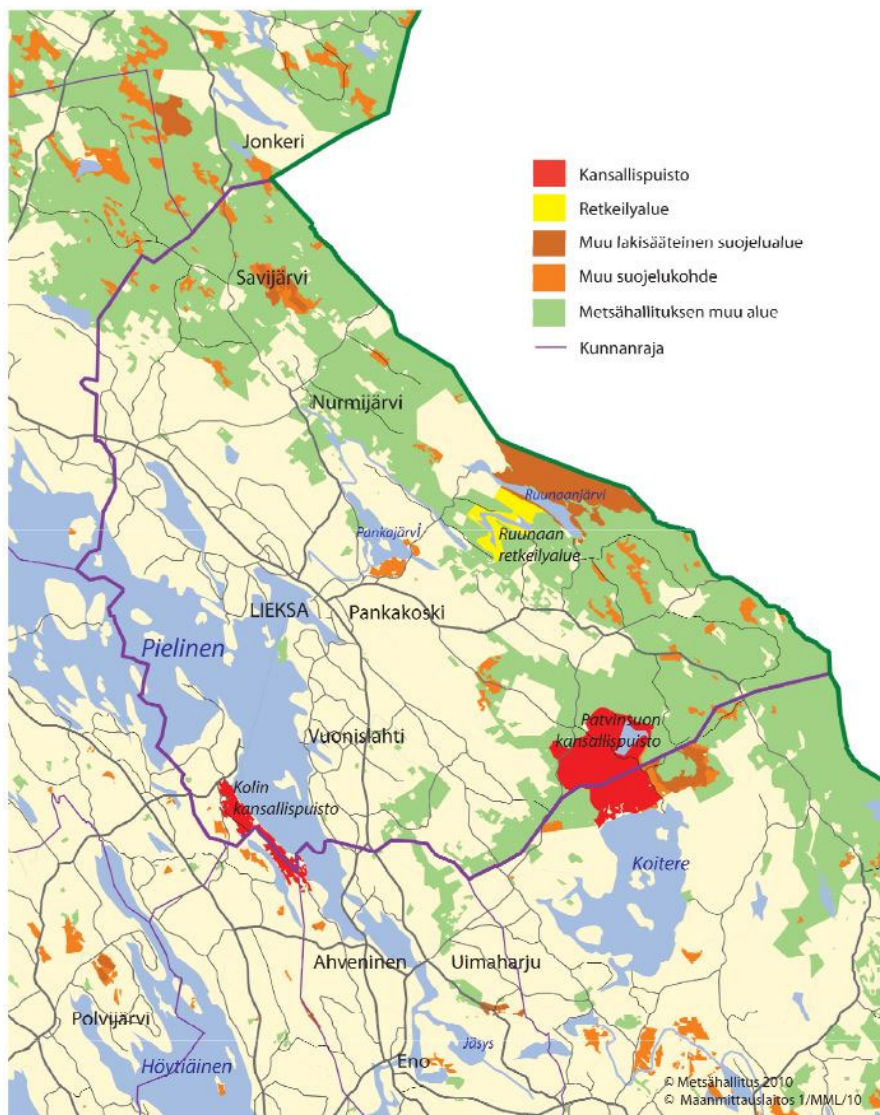 Jonkeri
Kansallispuisto
Retkeilyalue
Muu lakisääteinen suojelualue
Muu suojelukohde
Metsähallituksen muu alue
Kunnanraja
Savijärvi
Nurmijärvi
Ruunaanjärvi
Pankajärvi
Ruunaan
retkeilyalue
LIEKSA
Pankakoski
Pielinen
Patvinsuon
kansallispuisto
Vuonislahti
Kolin
kansallispuisto
Koitere
Ahveninen
Uimaharju
Polvijärvi
Jäsys
Höytiäinen
Eno
© Metsähallitus 2010
© Maanmittauslaitos 1/MML/10